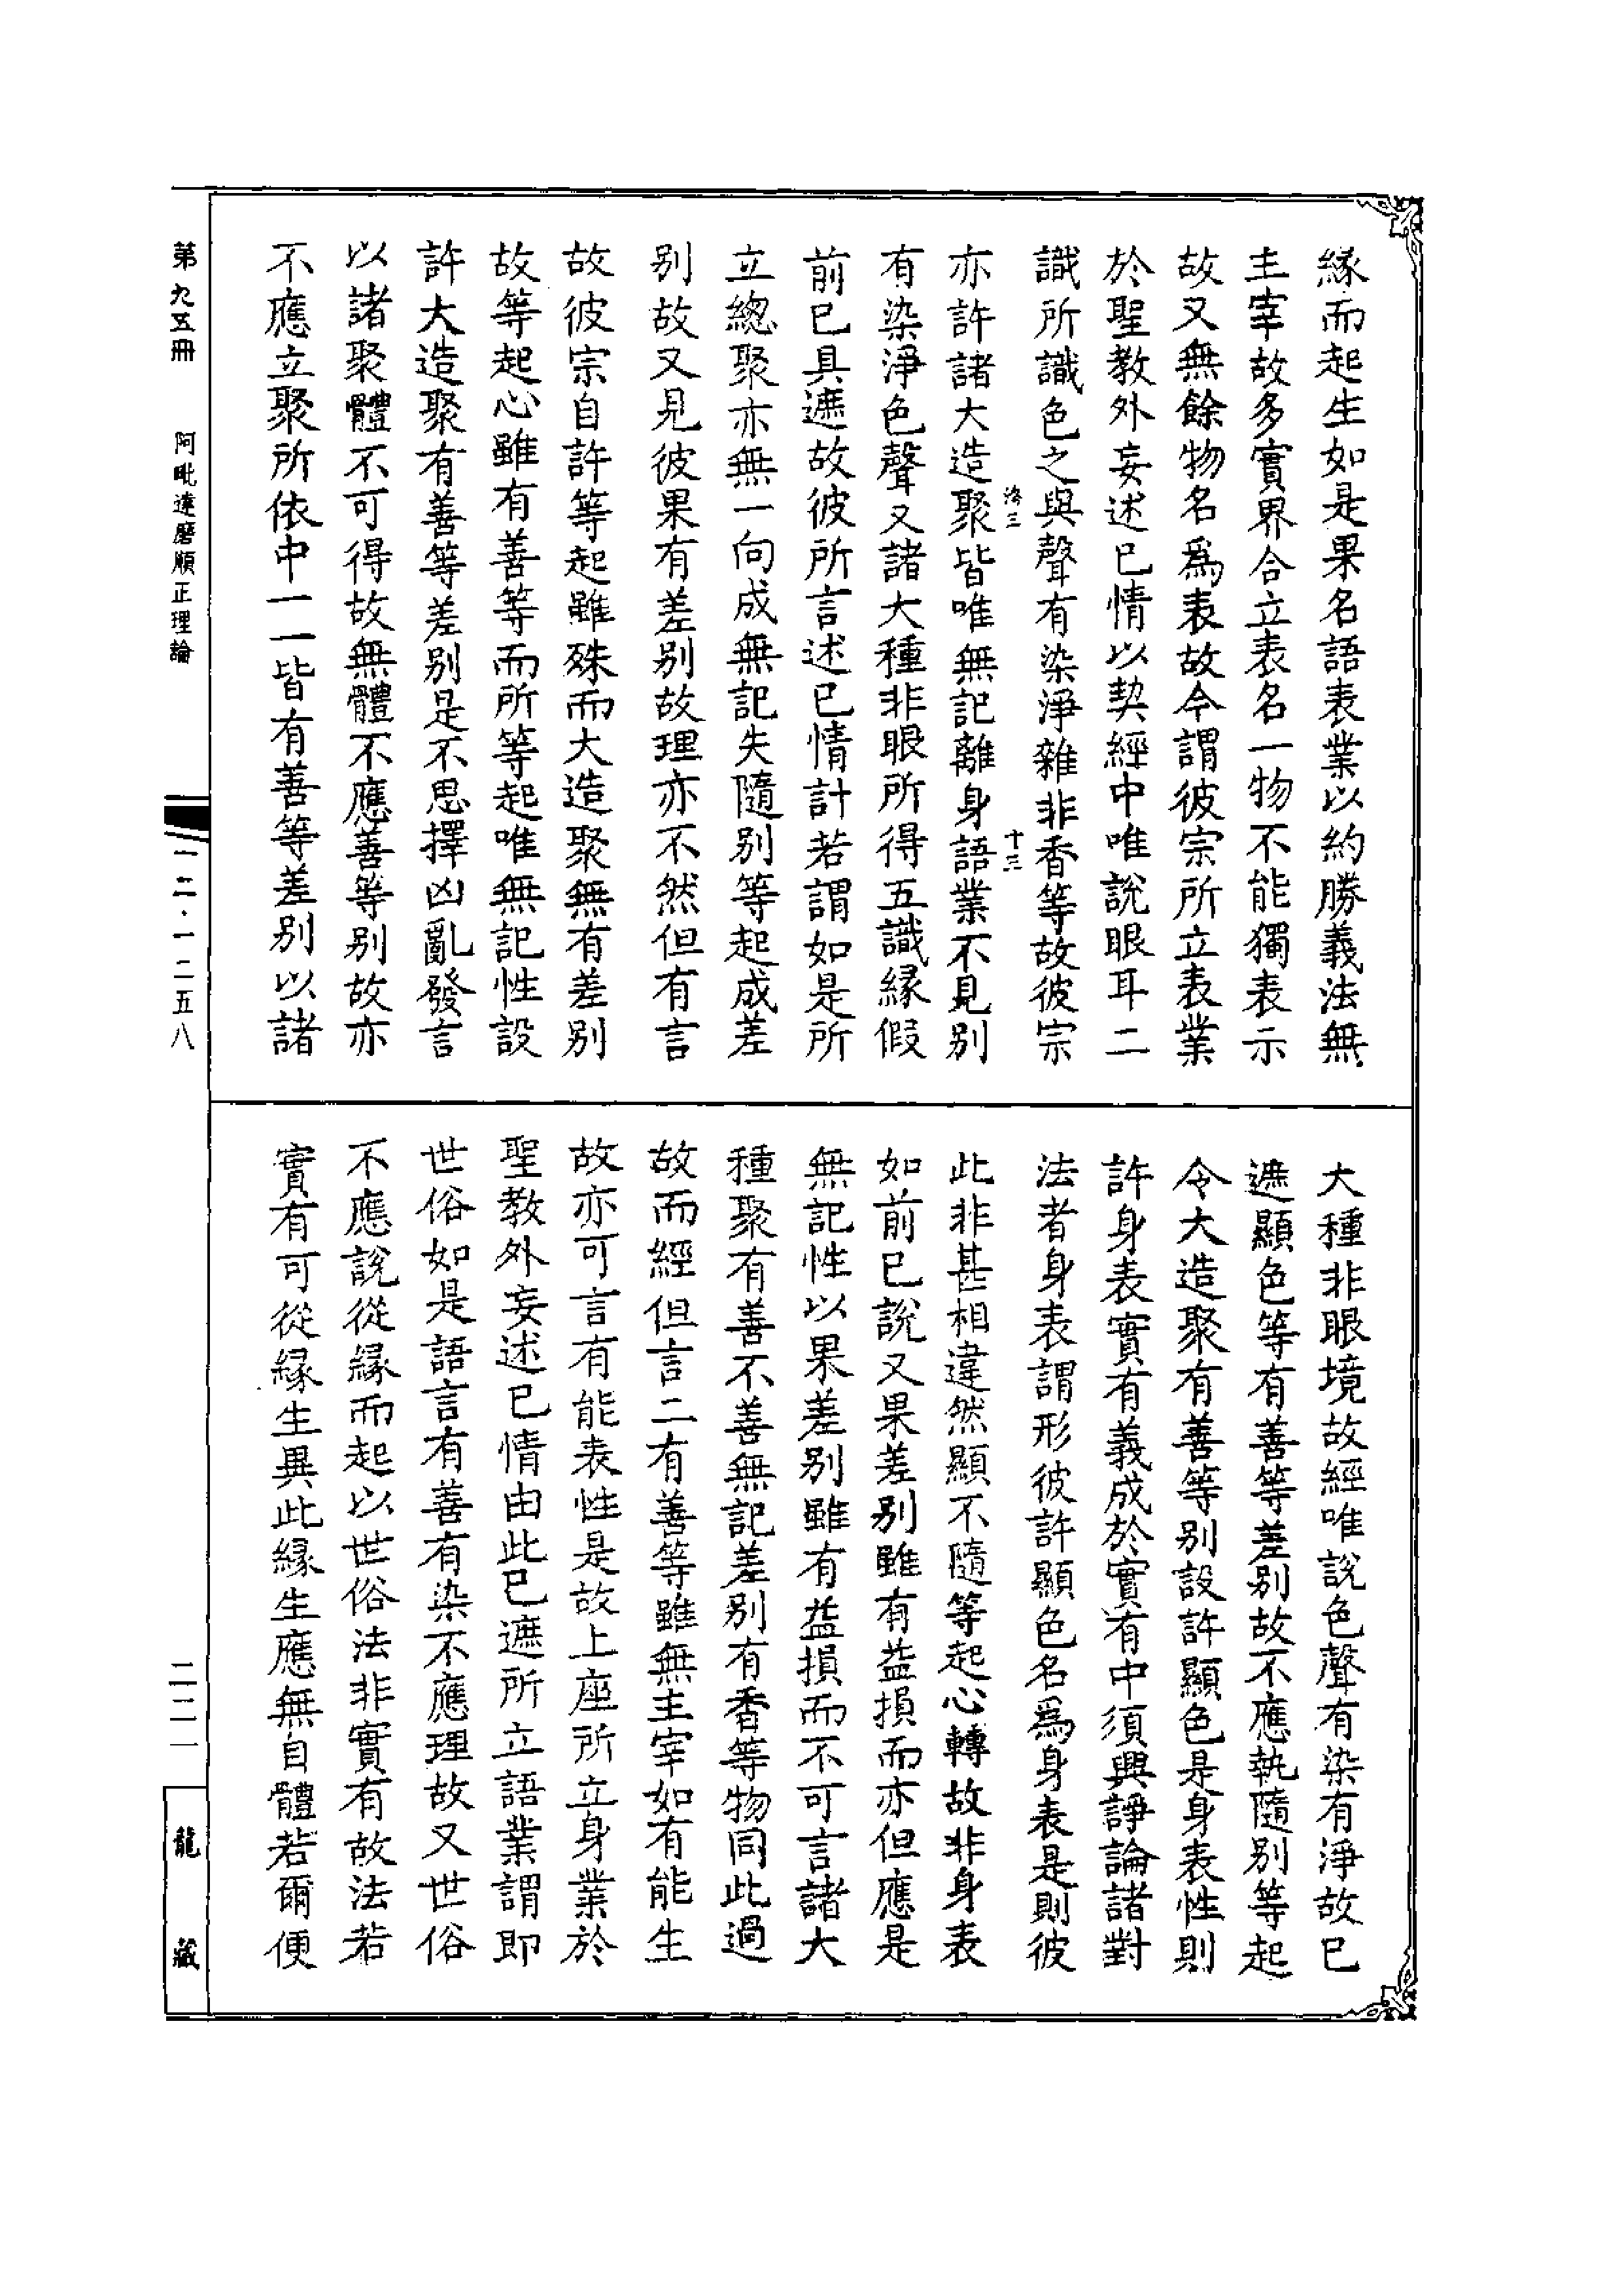 緣而起生如是果名語表業以約勝義法無
主宰故多實界合立表名一物不能獨表示
故又無餘物名爲表故今謂彼宗所立表業
於聖教外妄述已情以契經中唯說眼耳二
識所識色之與聲有染淨雜非香等故彼宗
亦許諸大造聚皆唯無記離身語業不見別
有染淨色聲又諸大種非眼所得五識緣假
前已具遮故彼所言述已情計若謂如是所
立總聚亦無一向成無記失隨別等起成差
別故又見彼果有差別故理亦不然但有言
故彼宗自許等起雖殊而大造聚無有差別
故等起心雖有善等而所等起唯無記性設
許大造聚有善等差別是不思擇凶亂發言
以諸聚體不可得故無體不應善等別故亦
不應立聚所依中一一皆有善等差別以諸
大種非眼境故經唯說色聲有染有淨故已
遮顯色等有善等差別故不應執隨別等起
令大造聚有善等別設許顯色是身表性則
許身表實有義成於實有中須興諍論諸對
法者身表謂形彼許顯色名爲身表是則彼
此非甚相違然顯不隨等起心轉故非身表
如前已說又果差別雖有益損而亦但應是
無記性以果差別雖有益損而不可言諸大
種聚有善不善無記差別有香等物同此過
故而經但言二有善等雖無主宰如有能生
故亦可言有能表性是故上座所立身業於
聖教外妄述已情由此已遮所立語業謂即
世俗如是語言有善有染不應理故又世俗
不應說從緣而起以世俗法非實有故法若
實有可從緣生異此緣生應無自體若爾便
洛三
十三
第九五冊
阿毗達磨順正理論
一二·一二五八
二二一
龍藏